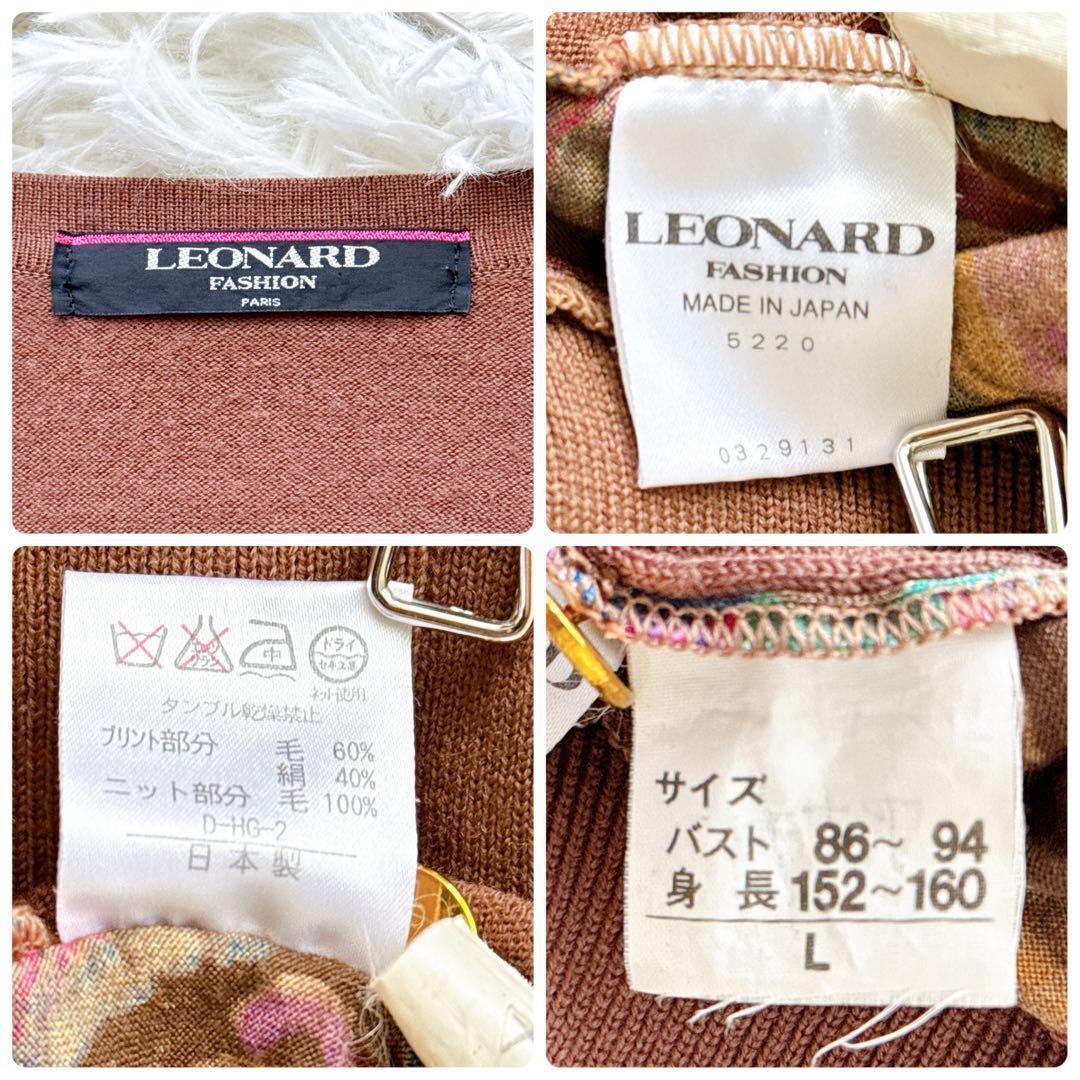 LEONARD
FASHION
PARIS
LEONARD
FASHION
MADE IN JAPAN
5220
0329131
中
ドライ
セキユ系
ネット使用
タンブル乾燥禁止
プリント部分 毛 60%
絹 40%
ニット部分 毛 100%
D-HG-2
日本製
サイズ
バスト 86~94
身長 152~160
L